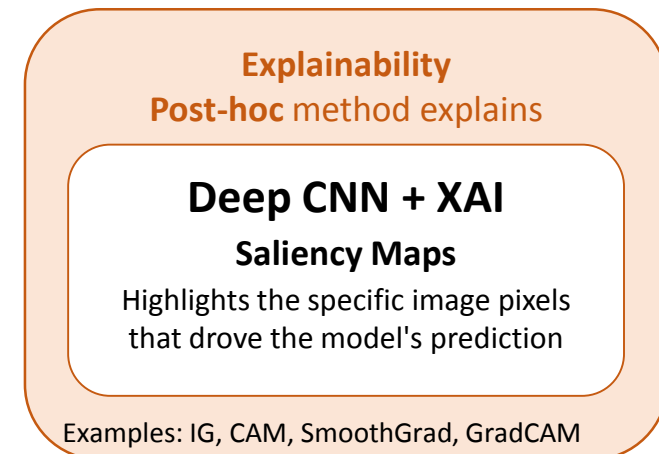 Explainability
Post-hoc method explains
Deep CNN + XAI
Saliency Maps
Highlights the specific image pixels
that drove the model's prediction
Examples: IG, CAM, SmoothGrad, GradCAM